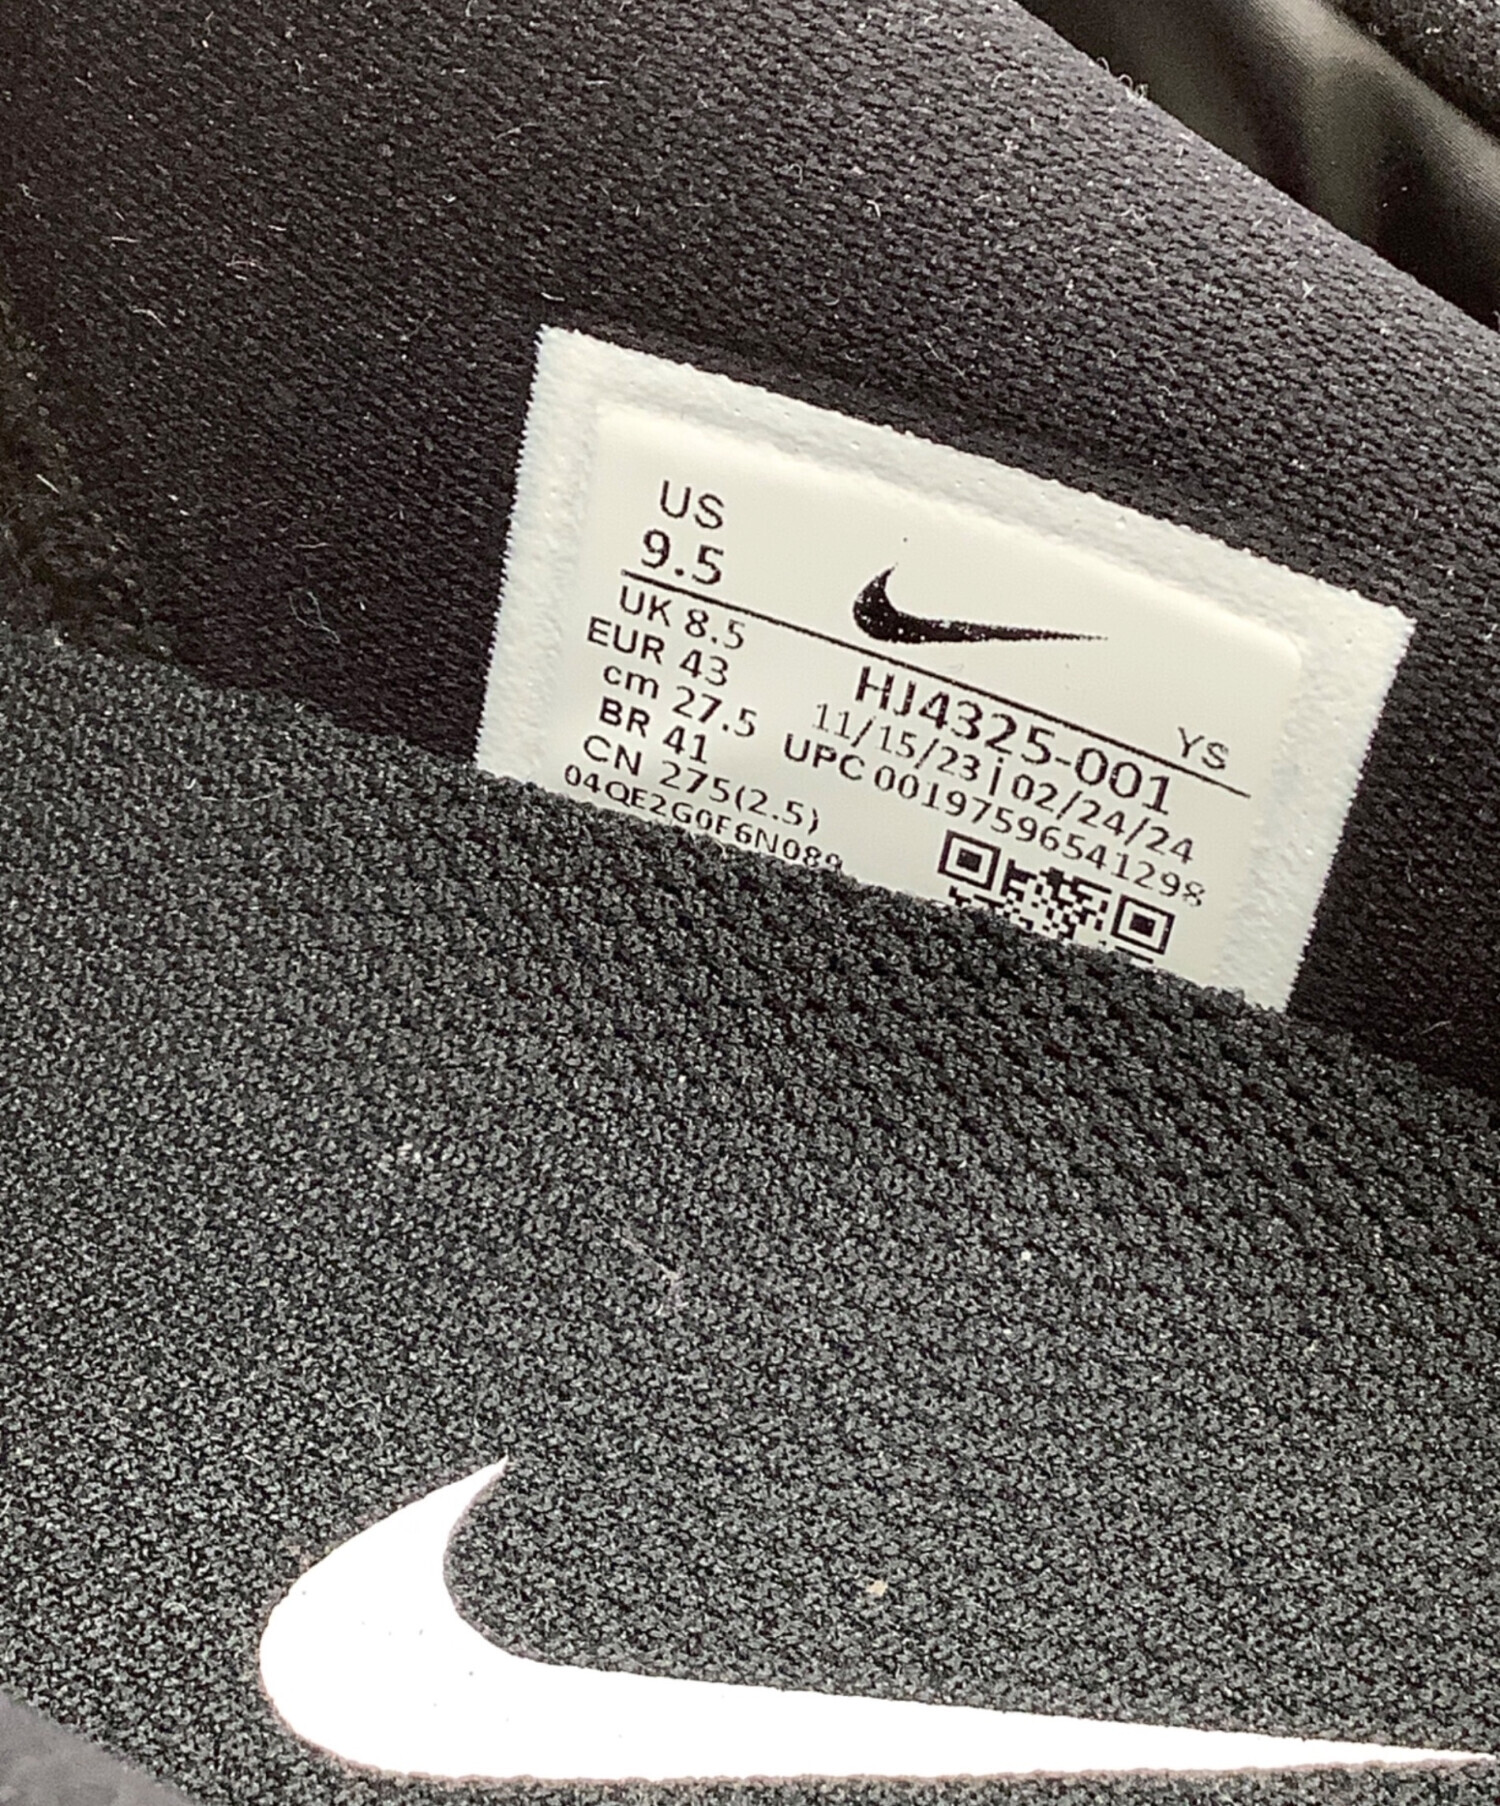 US
9.5
YS
UK 8.5
EUR 43
cm 27.5
BR 41
CN 275(2.5)
HJ4325-001
11/15/23 | 02/24/24
UPC 00197596541298